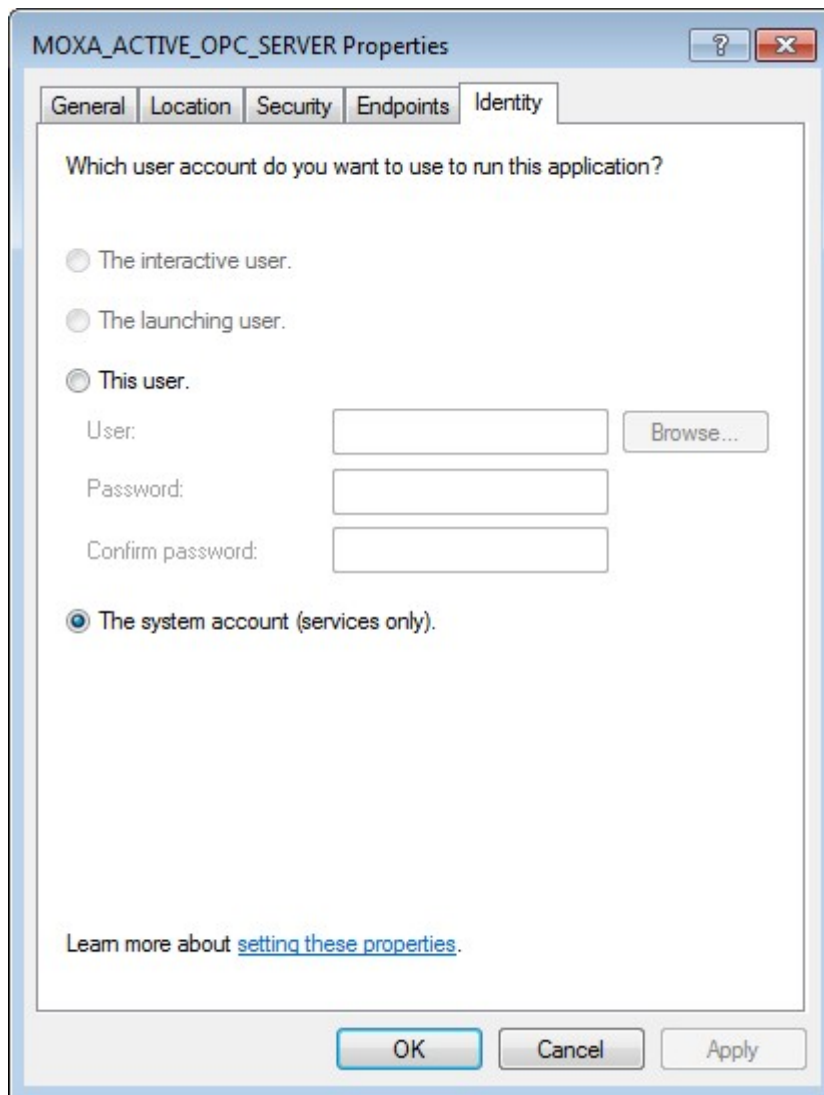 MOXA_ACTIVE_OPC_SERVER Properties
General Location Security Endpoints Identity
Which user account do you want to use to run this application?
The interactive user.
The launching user.
This user.
User:
Browse...
Password:
Confirm password:
The system account (services only).
Learn more about setting these properties.
OK Cancel Apply